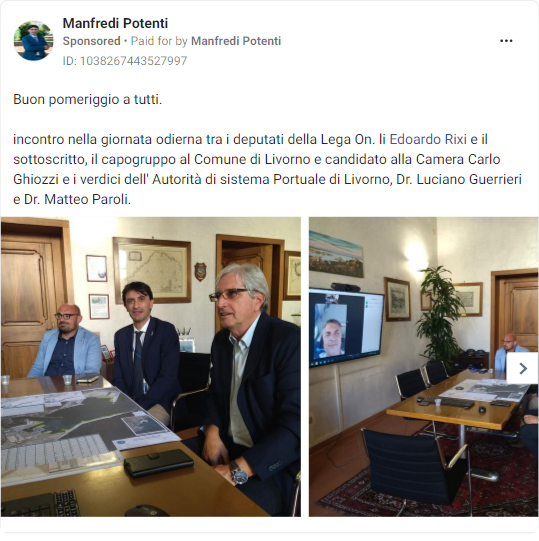 Manfredi Potenti
Sponsored • Paid for by Manfredi Potenti
ID: 1038267443527997
Buon pomeriggio a tutti.
incontro nella giornata odierna tra i deputati della Lega On. li Edoardo Rixi e il
sottoscritto, il capogruppo al Comune di Livorno e candidato alla Camera Carlo
Ghiozzi e i verdici dell' Autorità di sistema Portuale di Livorno, Dr. Luciano Guerrieri
e Dr. Matteo Paroli.